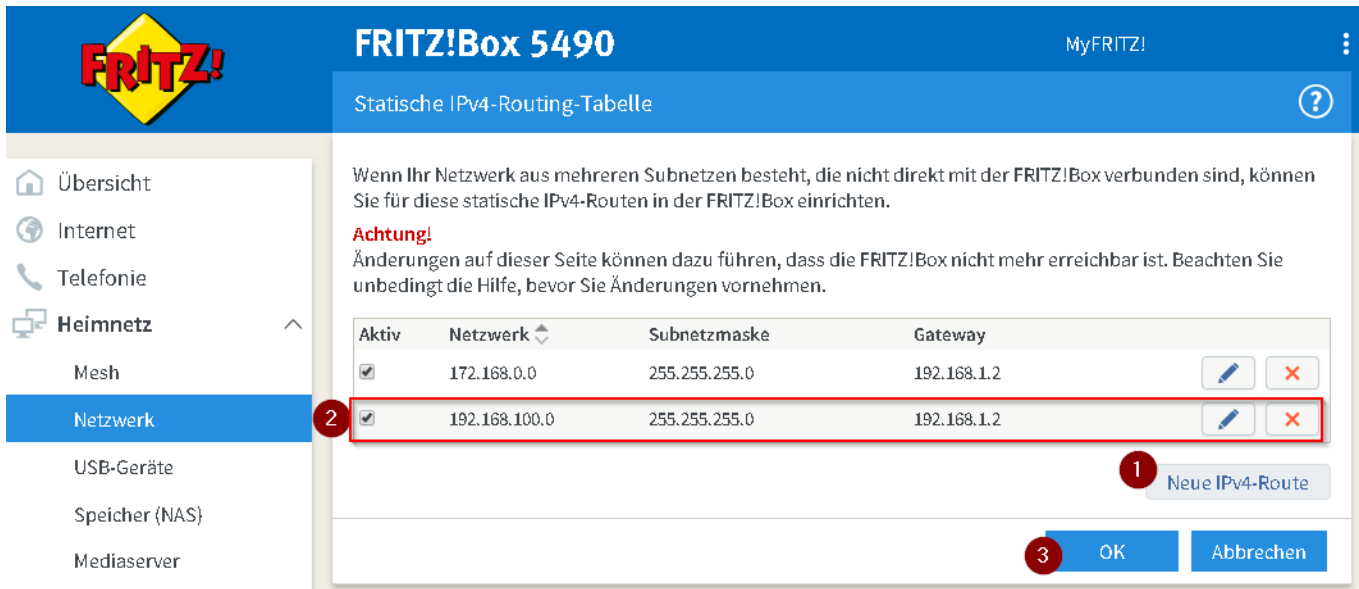 FRITZ!
FRITZ!Box 5490
MyFRITZ!
Statische IPv4-Routing-Tabelle
?
Übersicht
Internet
Telefonie
Heimnetz
Mesh
Netzwerk
USB-Geräte
Speicher (NAS)
Mediaserver
Wenn Ihr Netzwerk aus mehreren Subnetzen besteht, die nicht direkt mit der FRITZ!Box verbunden sind, können
Sie für diese statische IPv4-Routen in der FRITZ!Box einrichten.
Achtung!
Änderungen auf dieser Seite können dazu führen, dass die FRITZ!Box nicht mehr erreichbar ist. Beachten Sie
unbedingt die Hilfe, bevor Sie Änderungen vornehmen.
Aktiv Netzwerk Subnetzmaske Gateway
172.168.0.0 255.255.255.0 192.168.1.2
2 192.168.100.0 255.255.255.0 192.168.1.2
1 Neue IPv4-Route
3 OK Abbrechen